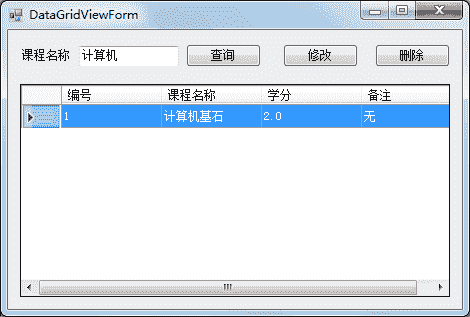 DataGridViewForm
课程名称 计算机 查询 修改 删除
编号 课程名称 学分 备注
1 计算机基石 2.0 无